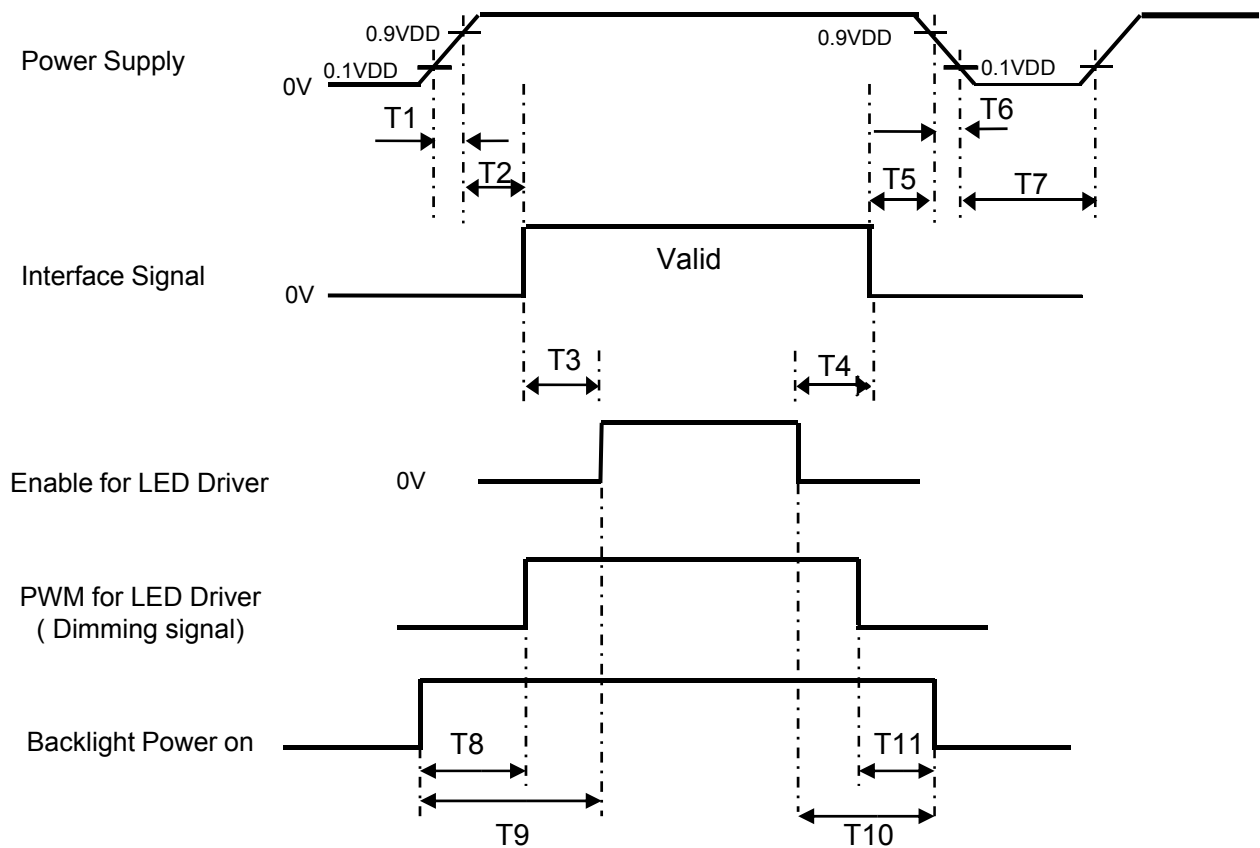 0.9VDD
0.9VDD
Power Supply
0.1VDD
0.1VDD
0V
T1
T6
T2
T5
T7
Valid
Interface Signal
0V
T3
T4
Enable for LED Driver
0V
PWM for LED Driver
( Dimming signal)
Backlight Power on
T8
T11
T9
T10